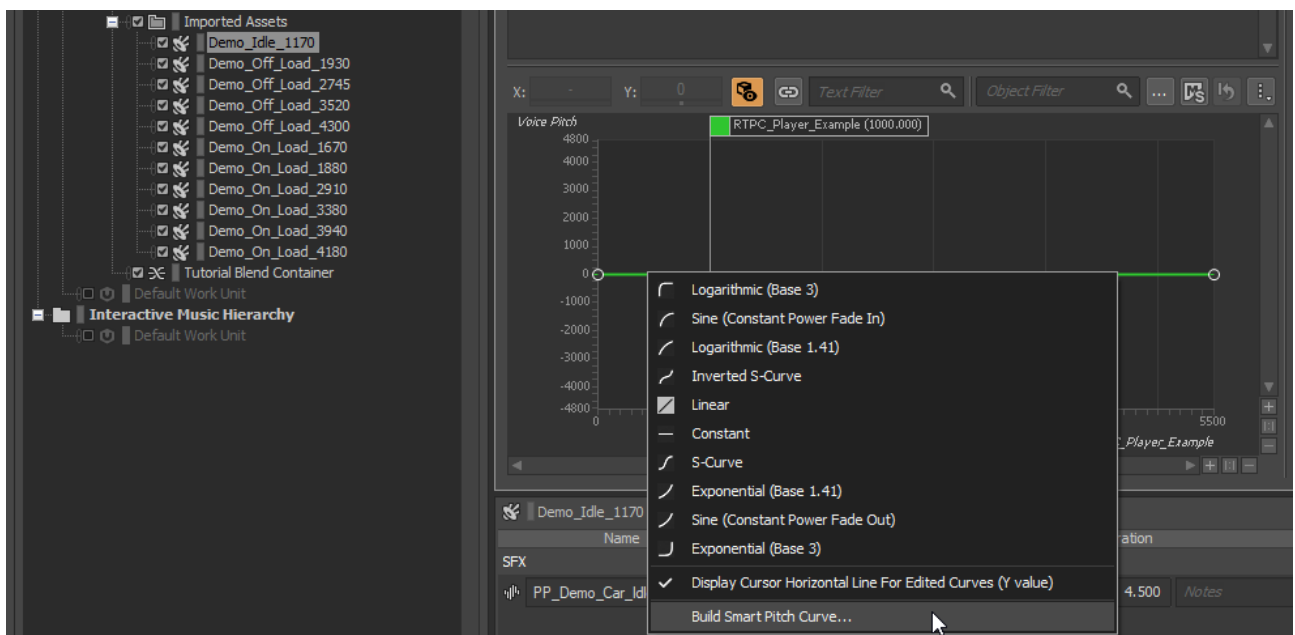 Imported Assets
Demo_Idle_1170
Demo_Off_Load_1930
Demo_Off_Load_2745
Demo_Off_Load_3520
Demo_Off_Load_4300
Demo_On_Load_1670
Demo_On_Load_1880
Demo_On_Load_2910
Demo_On_Load_3380
Demo_On_Load_3940
Demo_On_Load_4180
Tutorial Blend Container
Default Work Unit
Interactive Music Hierarchy
Default Work Unit
X: - Y: 0 Text Filter Object Filter ...
Voice Pitch
RTPC_Player_Example (1000.000)
4800
4000
3000
2000
1000
0
-1000
-2000
-3000
-4000
-4800
0
5500
_Player_Example
Logarithmic (Base 3)
Sine (Constant Power Fade In)
Logarithmic (Base 1.41)
Inverted S-Curve
Linear
Constant
S-Curve
Exponential (Base 1.41)
Sine (Constant Power Fade Out)
Exponential (Base 3)
Display Cursor Horizontal Line For Edited Curves (Y value)
Build Smart Pitch Curve...
Demo_Idle_1170
Name
ration
SFX
PP_Demo_Car_Idl
4.500 Notes